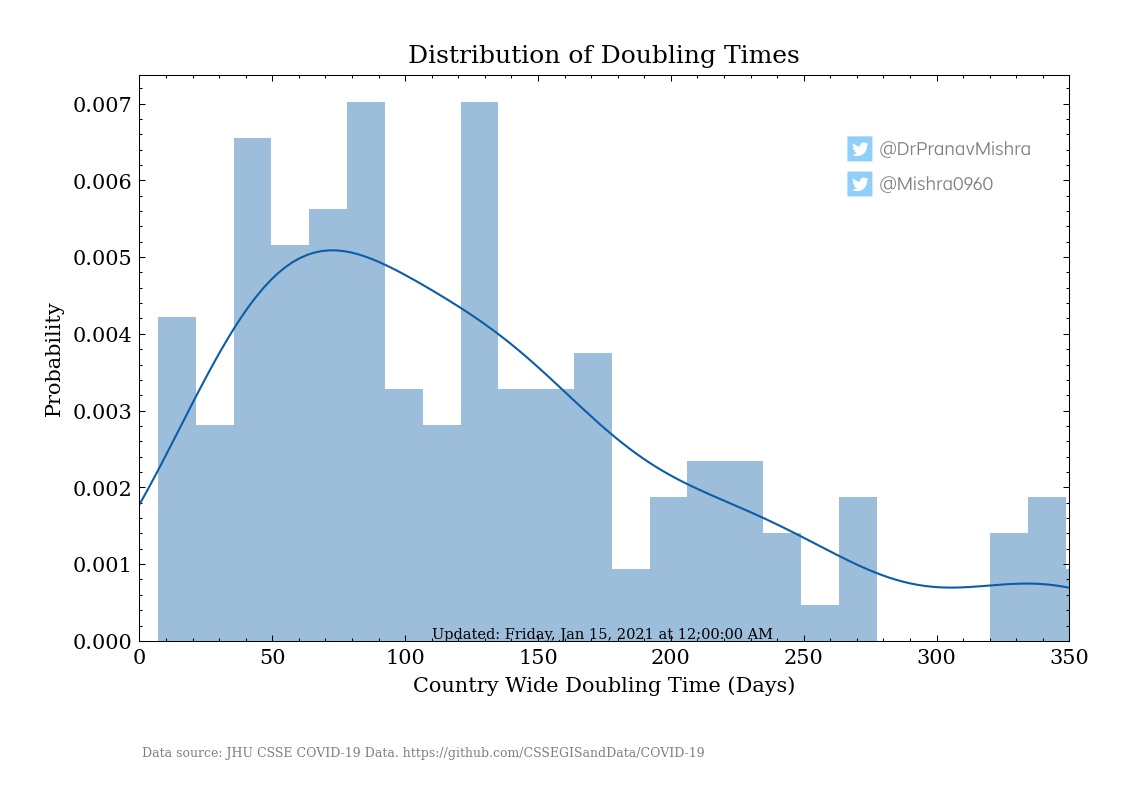 Distribution of Doubling Times
0.007
0.006
0.005
0.004
0.003
0.002
0.001
0.000
Probability
@DrPranavMishra
@Mishra0960
Updated: Friday, Jan 15, 2021 at 12:00:00 AM
0 50 100 150 200 250 300 350
Country Wide Doubling Time (Days)
Data source: JHU CSSE COVID-19 Data. https://github.com/CSSEGISandData/COVID-19